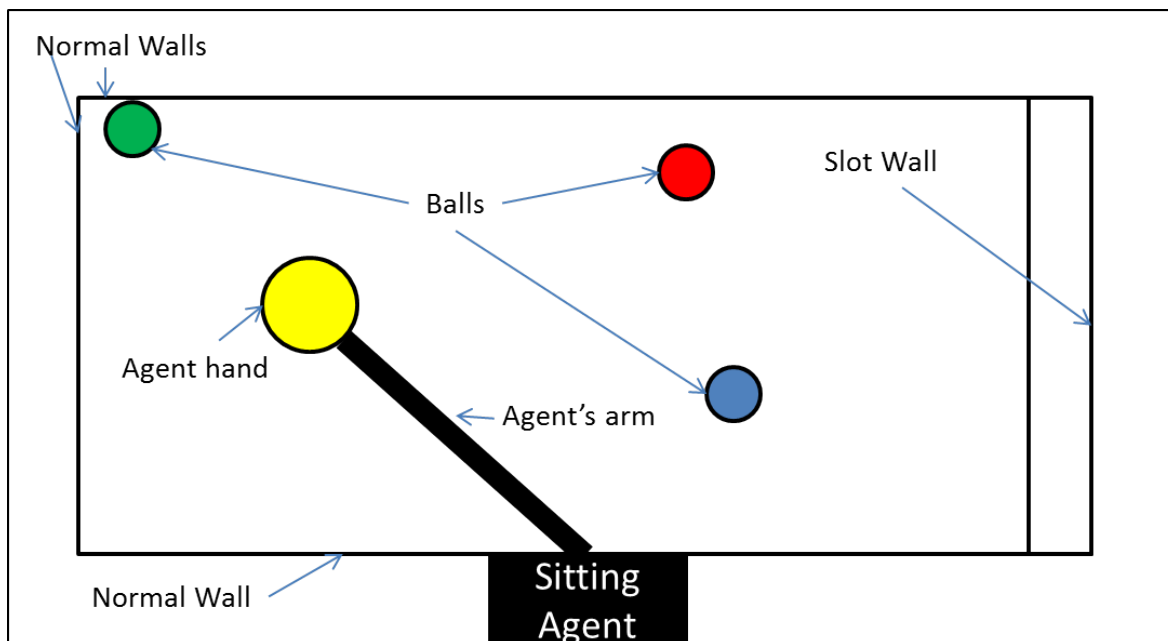 Normal Walls
Slot Wall
Balls
Agent hand
Agent’s arm
Normal Wall
Sitting
Agent